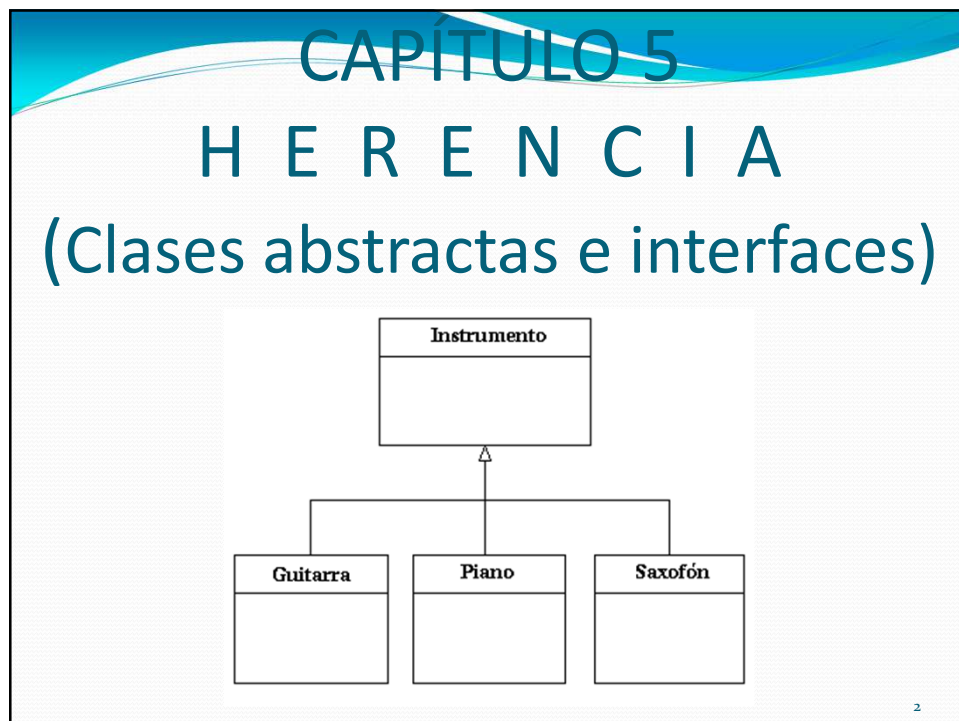 CAPÍTULO 5
H E R E N C I A
(Clases abstractas e interfaces)
Instrumento
Guitarra
Piano
Saxofón
2